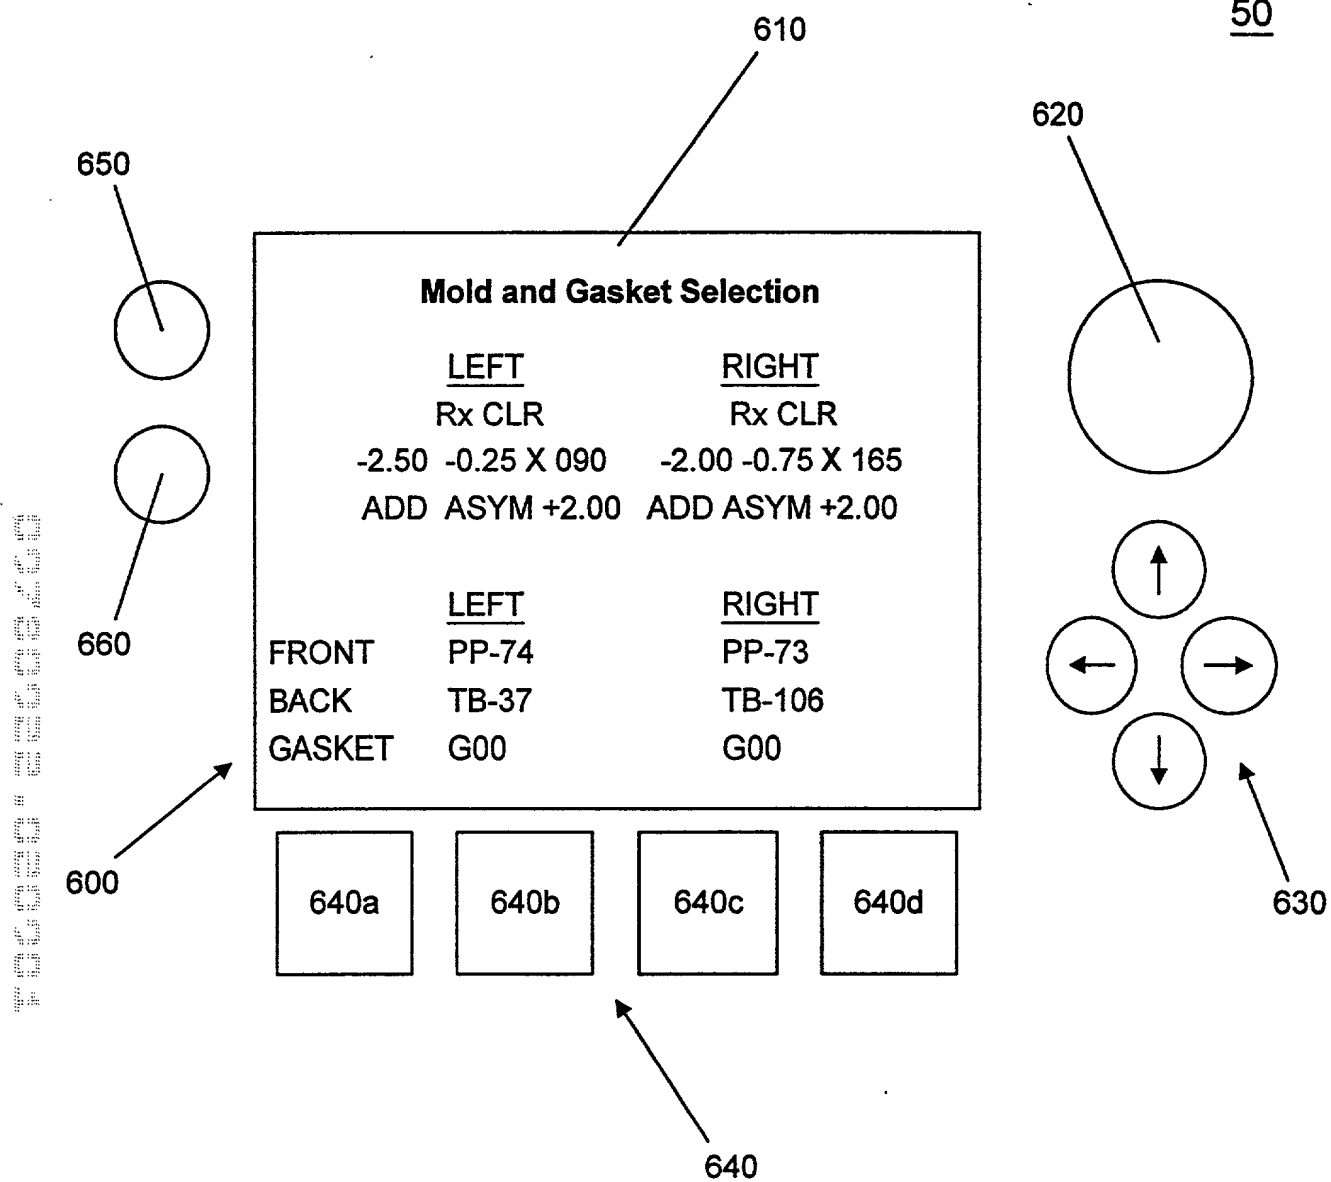 50
610
620
650
Mold and Gasket Selection
LEFT RIGHT
Rx CLR Rx CLR
-2.50 -0.25 X 090 -2.00 -0.75 X 165
ADD ASYM +2.00 ADD ASYM +2.00
LEFT RIGHT
660
FRONT PP-74 PP-73
BACK TB-37 TB-106
GASKET G00 G00
600
640a 640b 640c 640d
630
640